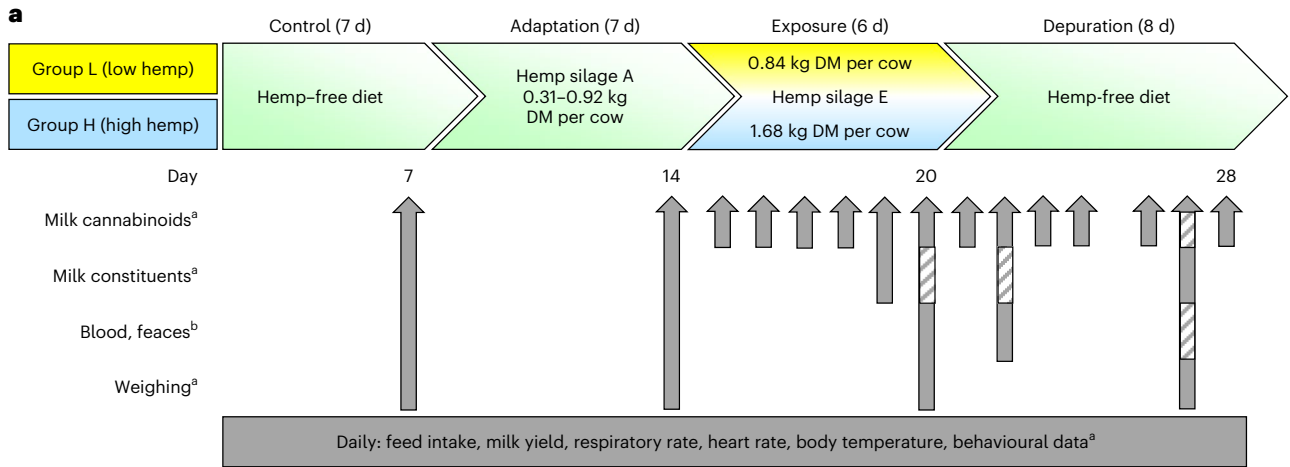 a
Control (7 d) Adaptation (7 d) Exposure (6 d) Depuration (8 d)
Group L (low hemp)
Group H (high hemp)
Hemp–free diet
Hemp silage A
0.31–0.92 kg
DM per cow
0.84 kg DM per cow
Hemp silage E
1.68 kg DM per cow
Hemp-free diet
Day 7 14 20 28
Milk cannabinoidsᵃ
Milk constituentsᵃ
Blood, feacesᵇ
Weighingᵃ
Daily: feed intake, milk yield, respiratory rate, heart rate, body temperature, behavioural dataᵃ